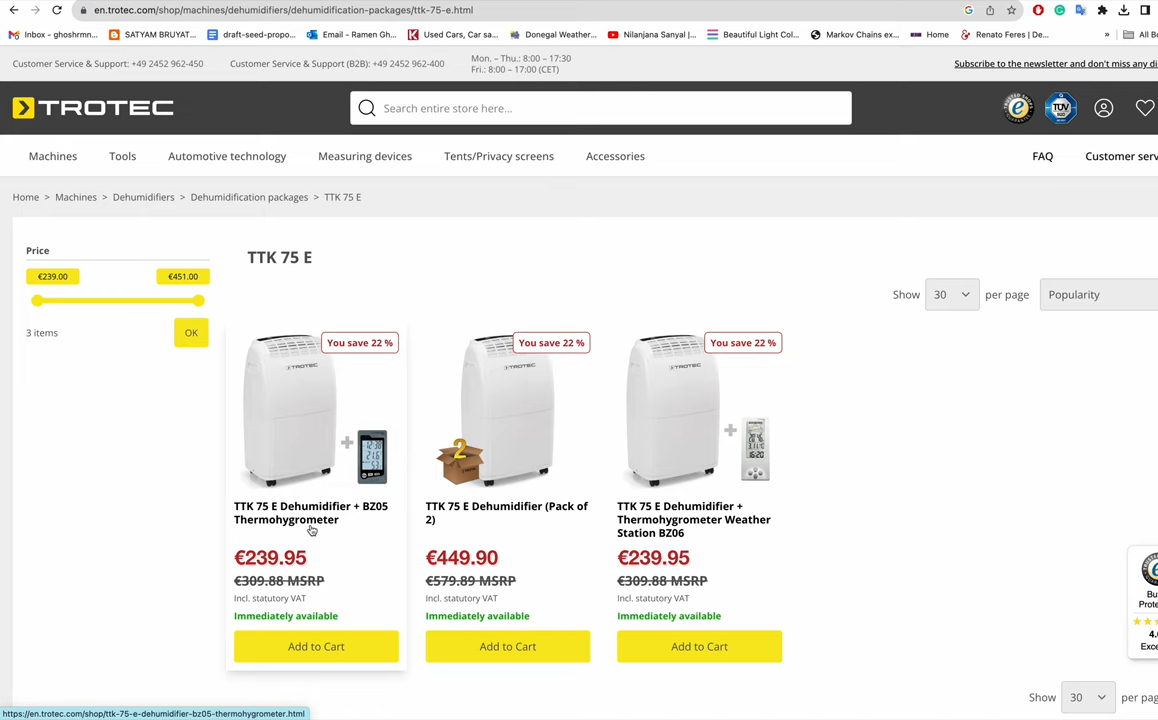 en.trotec.com/shop/machines/dehumidifiers/dehumidification-packages/ttk-75-e.html
Inbox - ghoshrmn... SATYAM BRUYAT... draft-seed-propo... Email - Ramen Gh... Used Cars, Car sa... Donegal Weather... Nilanjana Sanyal |... Beautiful Light Col... Markov Chains ex... Home Renato Feres | De... » All Bo
Customer Service & Support: +49 2452 962-450 Customer Service & Support (B2B): +49 2452 962-400 Mon. – Thu.: 8:00 – 17:30
Fri.: 8:00 – 17:00 (CET)
Subscribe to the newsletter and don't miss any di
TROTEC Search entire store here...
Machines Tools Automotive technology Measuring devices Tents/Privacy screens Accessories FAQ Customer serv
Home > Machines > Dehumidifiers > Dehumidification packages > TTK 75 E
Price
€239.00 €451.00
3 items OK
TTK 75 E
Show 30 per page Popularity
You save 22 % You save 22 % You save 22 %
2
TTK 75 E Dehumidifier + BZ05
Thermohygrometer
€239.95
€309.88 MSRP
Incl. statutory VAT
Immediately available
Add to Cart
TTK 75 E Dehumidifier (Pack of
2)
€449.90
€579.89 MSRP
Incl. statutory VAT
Immediately available
Add to Cart
TTK 75 E Dehumidifier +
Thermohygrometer Weather
Station BZ06
€239.95
€309.88 MSRP
Incl. statutory VAT
Immediately available
Add to Cart
Bu
Prote
4.
Exce
Show 30 per pag
https://en.trotec.com/shop/ttk-75-e-dehumidifier-bz05-thermohygrometer.html